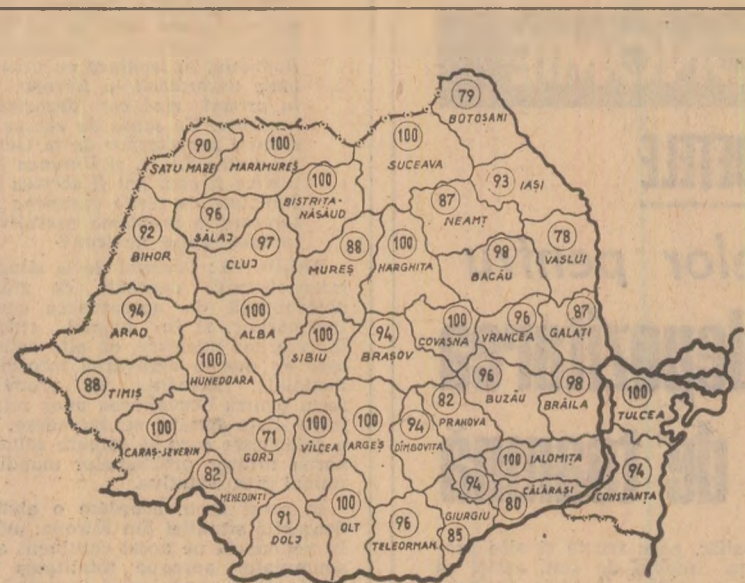 79
BOTOȘANI
90
SATU MARE
100
MARAMUREȘ
100
SUCEAVA
100
BISTRIȚA-
NĂSĂUD
93 IAȘI
87
NEAMȚ
96
SĂLAJ
92
BIHOR
97
CLUJ
88
MUREȘ
100
HARGHITA
98
BACĂU
78
VASLUI
94
ARAD
100
ALBA
100
SIBIU
94
BRAȘOV
100
COVASNA
96
VRANCEA
87
GALAȚI
100
HUNEDOARA
88 TIMIȘ
96
BUZĂU
98
BRĂILA
100
TULCEA
82
PRAHOVA
100
CARAȘ-SEVERIN
71
GORJ
100
VÎLCEA
100
ARGEȘ
94
DÎMBOVIȚA
100 IALOMIȚA
82
MEHEDINȚI
94
80
CĂLĂRAȘI
94
CONSTANȚA
91
DOLJ
100
OLT
96
TELEORMAN
GIURGIU
85